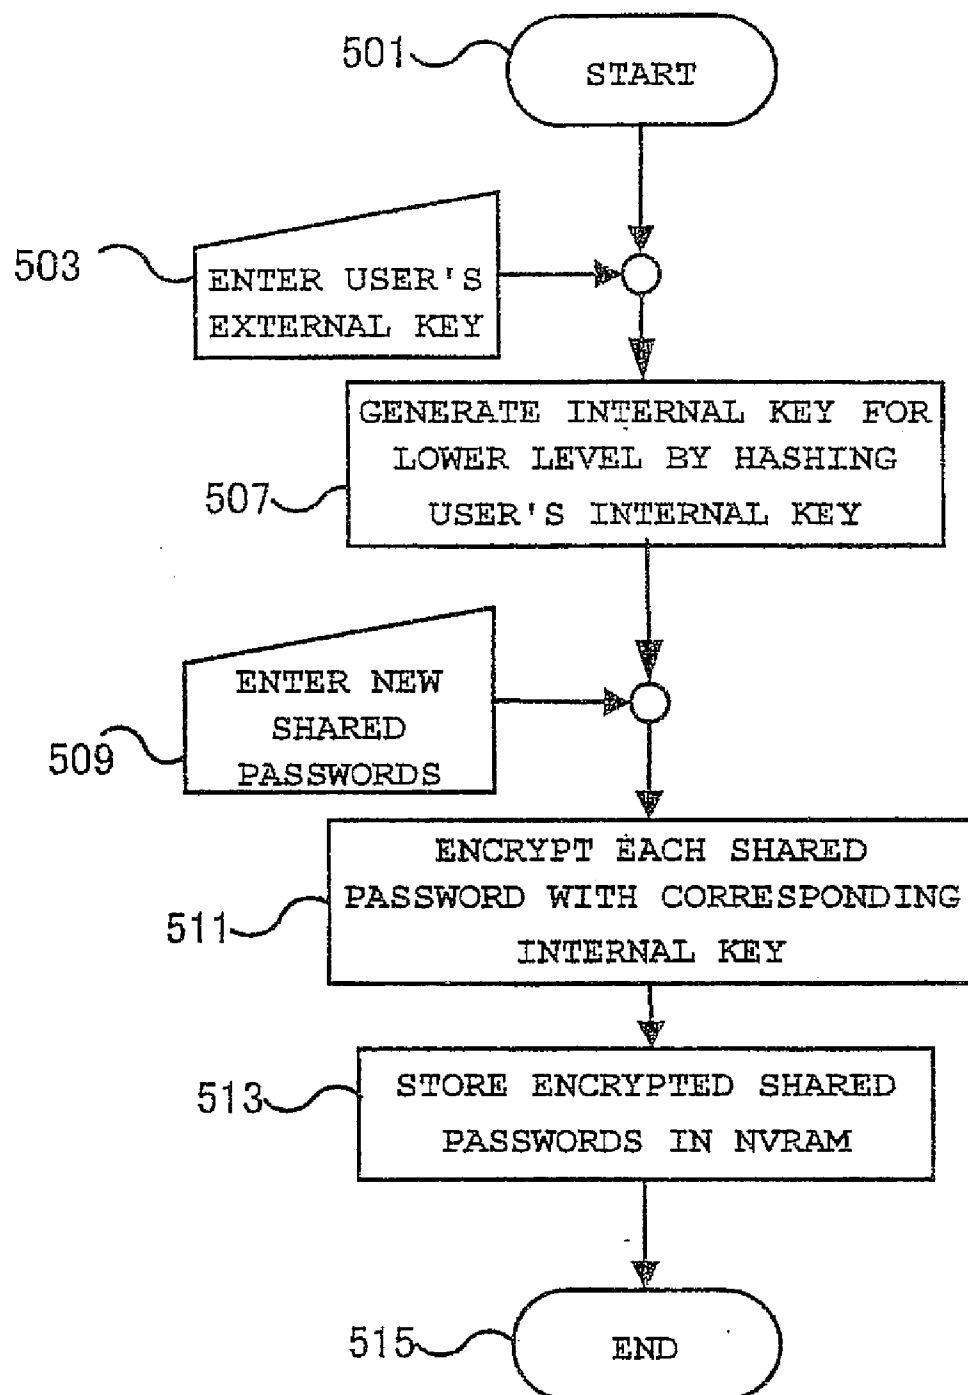 501
START
503
ENTER USER'S
EXTERNAL KEY
GENERATE INTERNAL KEY FOR
LOWER LEVEL BY HASHING
507
USER'S INTERNAL KEY
ENTER NEW
SHARED
509
PASSWORDS
ENCRYPT EACH SHARED
PASSWORD WITH CORRESPONDING
511
INTERNAL KEY
513
STORE ENCRYPTED SHARED
PASSWORDS IN NVRAM
515
END